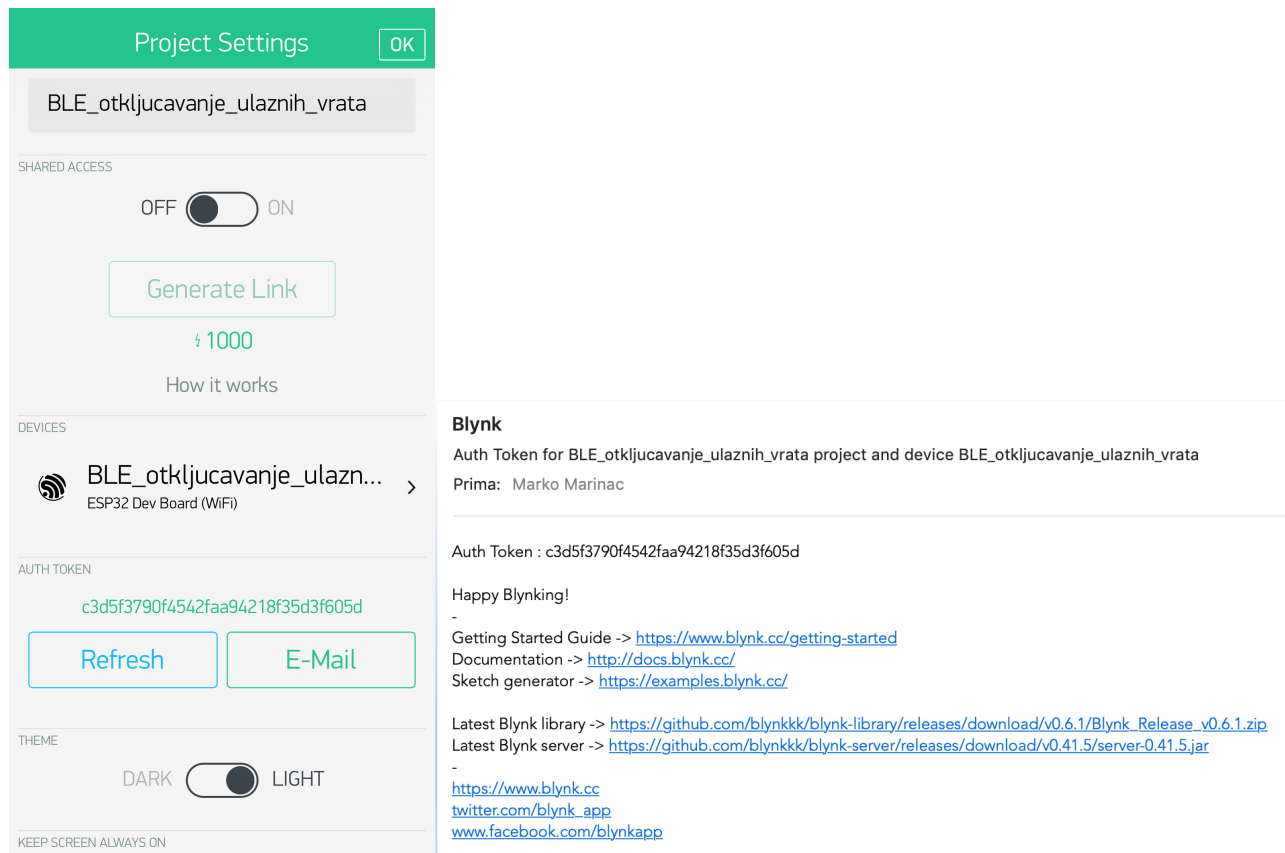 Project Settings
OK
BLE_otkljucavanje_ulaznih_vrata
SHARED ACCESS
OFF ON
Generate Link
1000
How it works
DEVICES
BLE_otkljucavanje_ulazn...
ESP32 Dev Board (WiFi)
AUTH TOKEN
c3d5f3790f4542faa94218f35d3f605d
Refresh E-Mail
THEME
DARK LIGHT
KEEP SCREEN ALWAYS ON
Blynk
Auth Token for BLE_otkljucavanje_ulaznih_vrata project and device BLE_otkljucavanje_ulaznih_vrata
Prima: Marko Marinac
Auth Token : c3d5f3790f4542faa94218f35d3f605d
Happy Blynking!
-
Getting Started Guide -> https://www.blynk.cc/getting-started
Documentation -> http://docs.blynk.cc/
Sketch generator -> https://examples.blynk.cc/
Latest Blynk library -> https://github.com/blynkkk/blynk-library/releases/download/v0.6.1/Blynk_Release_v0.6.1.zip
Latest Blynk server -> https://github.com/blynkkk/blynk-server/releases/download/v0.41.5/server-0.41.5.jar
-
https://www.blynk.cc
twitter.com/blynk_app
www.facebook.com/blynkapp